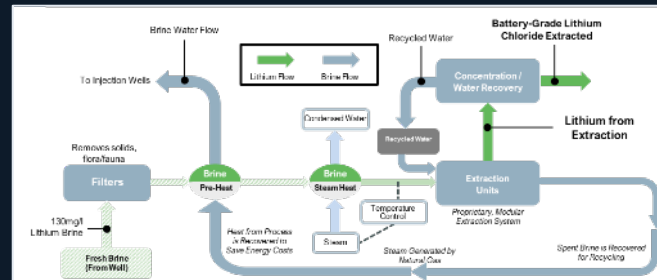 Brine Water Flow
Recycled Water
Battery-Grade Lithium
Chloride Extracted
Lithium Flow
Brine Flow
To Injection Wells
Concentration /
Water Recovery
Condensed Water
Lithium from
Extraction
Removes solids,
flora/fauna
Recycled Water
Filters
Brine
Pre-Heat
Brine
Steam Heat
Extraction
Units
Temperature
Control
Proprietary, Modular
Extraction System
130mg/l
Lithium Brine
Heat from Process
is Recovered to
Save Energy Costs
Steam
Steam Generated by
Natural Gas
Spent Brine is Recovered
for Recycling
Fresh Brine
(From Well)